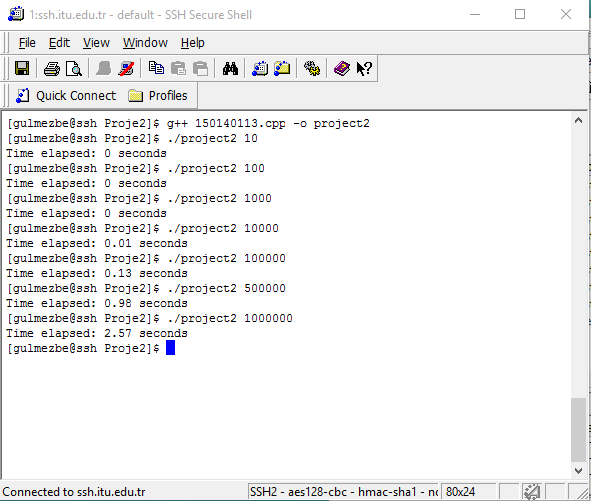 1:ssh.itu.edu.tr - default - SSH Secure Shell
File Edit View Window Help
Quick Connect Profiles
[gulmezbe@ssh Proje2]$ g++ 150140113.cpp -o project2
[gulmezbe@ssh Proje2]$ ./project2 10
Time elapsed: 0 seconds
[gulmezbe@ssh Proje2]$ ./project2 100
Time elapsed: 0 seconds
[gulmezbe@ssh Proje2]$ ./project2 1000
Time elapsed: 0 seconds
[gulmezbe@ssh Proje2]$ ./project2 10000
Time elapsed: 0.01 seconds
[gulmezbe@ssh Proje2]$ ./project2 100000
Time elapsed: 0.13 seconds
[gulmezbe@ssh Proje2]$ ./project2 500000
Time elapsed: 0.98 seconds
[gulmezbe@ssh Proje2]$ ./project2 1000000
Time elapsed: 2.57 seconds
[gulmezbe@ssh Proje2]$
Connected to ssh.itu.edu.tr SSH2 - aes128-cbc - hmac-sha1 - nc 80x24